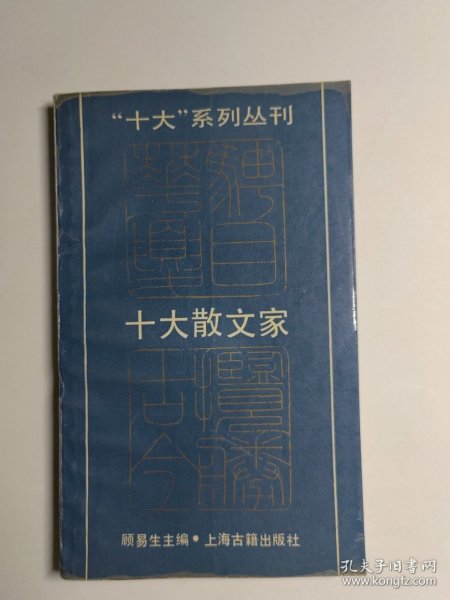 “十大”系列丛刊
十大散文家
顾易生主编·上海古籍出版社
孔夫子旧书网
www.kongfz.com